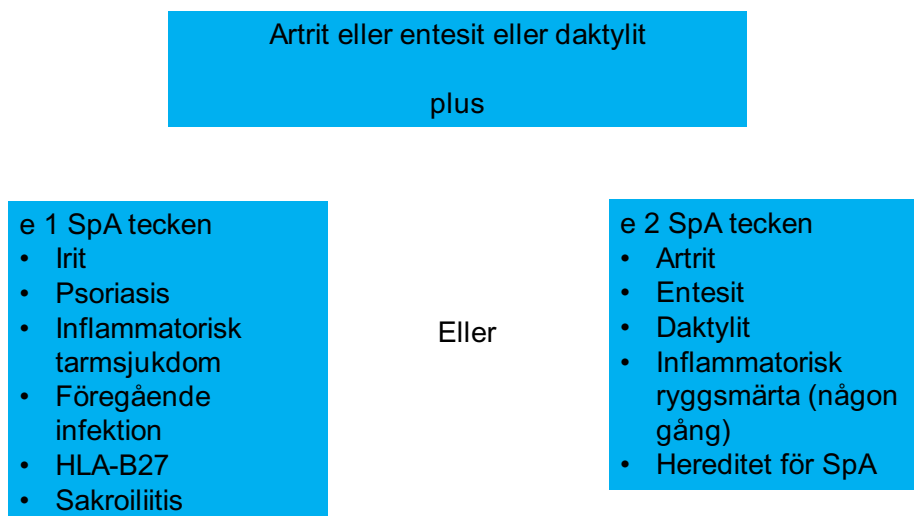 Artrit eller entesit eller daktylit
plus
e 1 SpA tecken
• Irit
• Psoriasis
• Inflammatorisk
tarmsjukdom
• Föregående
infektion
• HLA-B27
• Sakroiliitis
Eller
e 2 SpA tecken
• Artrit
• Entesit
• Daktylit
• Inflammatorisk
ryggsmärta (någon
gång)
• Hereditet för SpA